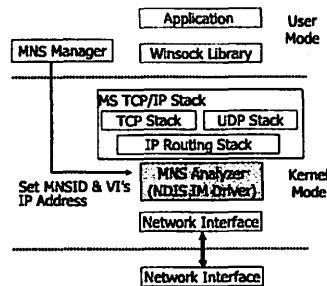 Application
User
Mode
MNS Manager
Winsock Library
MS TCP/IP Stack
TCP Stack
UDP Stack
IP Routing Stack
Set MNSID & VI's
IP Address
MNS Analyzer
(NDIS IM Driver)
Kernel
Mode
Network Interface
Network Interface